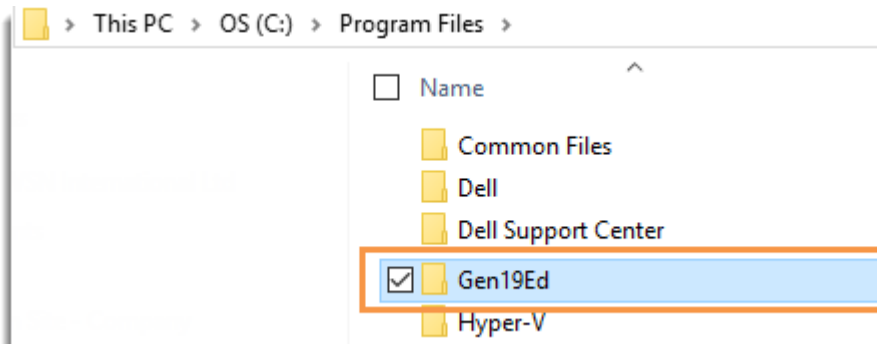 This PC > OS (C:) > Program Files >
Name
Common Files
Dell
Dell Support Center
Gen19Ed
Hyper-V